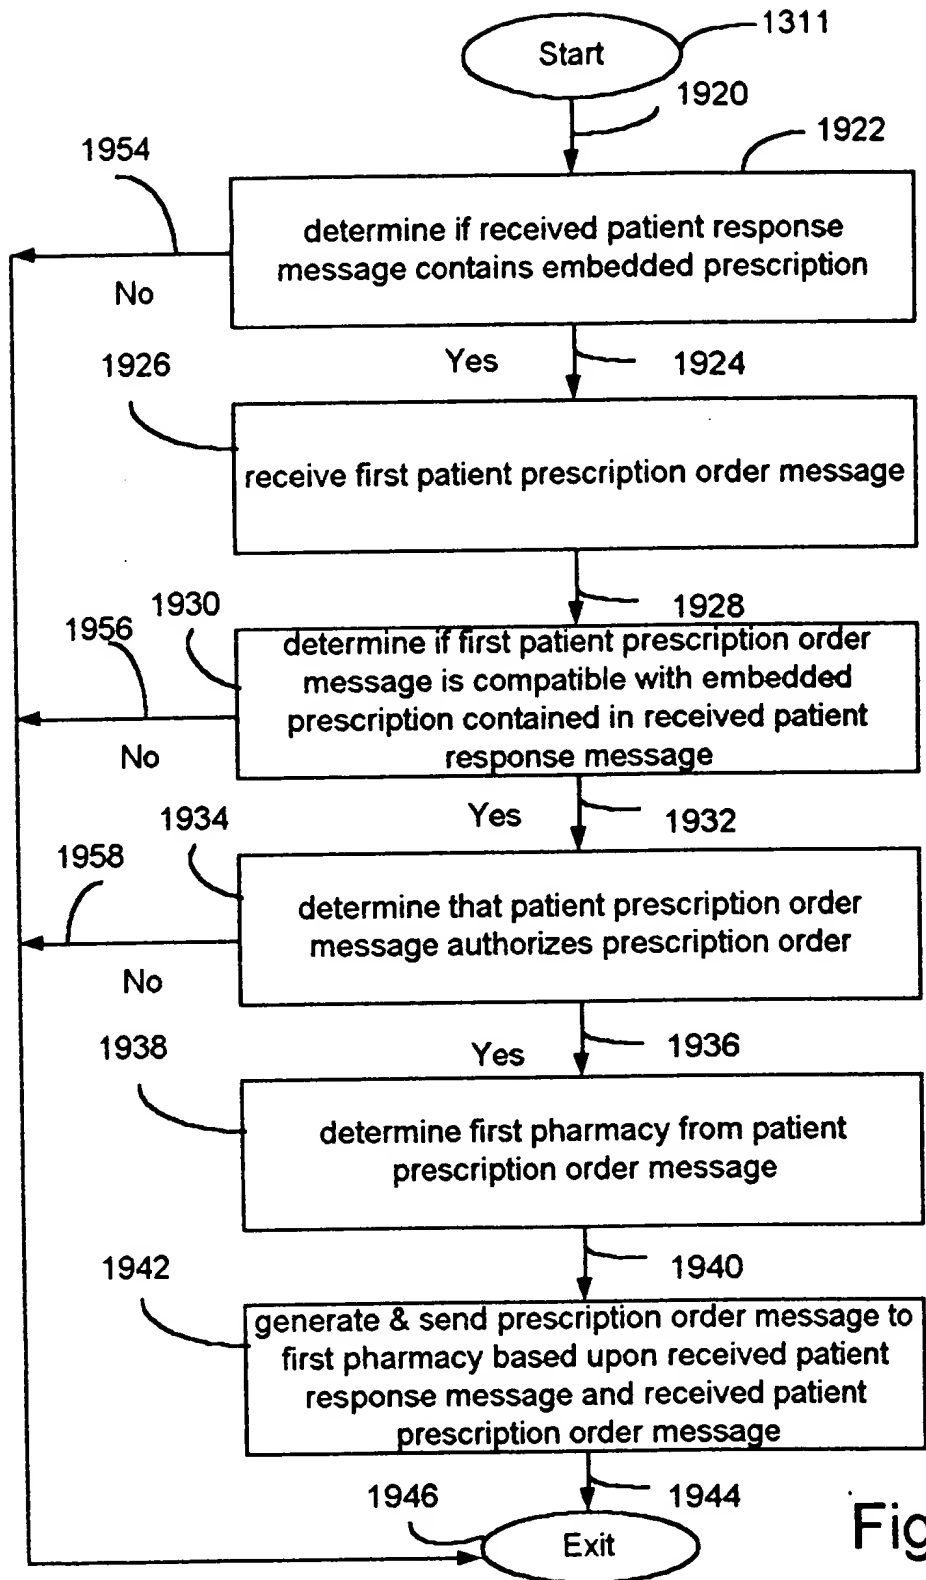 Start
1311
1920
1922
1954
determine if received patient response
message contains embedded prescription
No
Yes
1924
1926
receive first patient prescription order message
1928
1930
1956
determine if first patient prescription order
message is compatible with embedded
prescription contained in received patient
response message
No
Yes
1932
1934
1958
determine that patient prescription order
message authorizes prescription order
No
Yes
1936
1938
determine first pharmacy from patient
prescription order message
1940
1942
generate & send prescription order message to
first pharmacy based upon received patient
response message and received patient
prescription order message
1944
1946
Exit
Fig